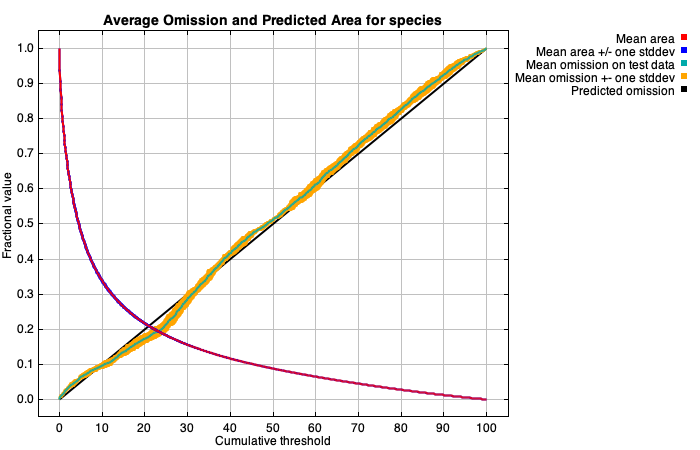 Average Omission and Predicted Area for species
Mean area
Mean area +/- one stddev
Mean omission on test data
Mean omission +- one stddev
Predicted omission
Fractional value
1.0
0.9
0.8
0.7
0.6
0.5
0.4
0.3
0.2
0.1
0.0
0 10 20 30 40 50 60 70 80 90 100
Cumulative threshold